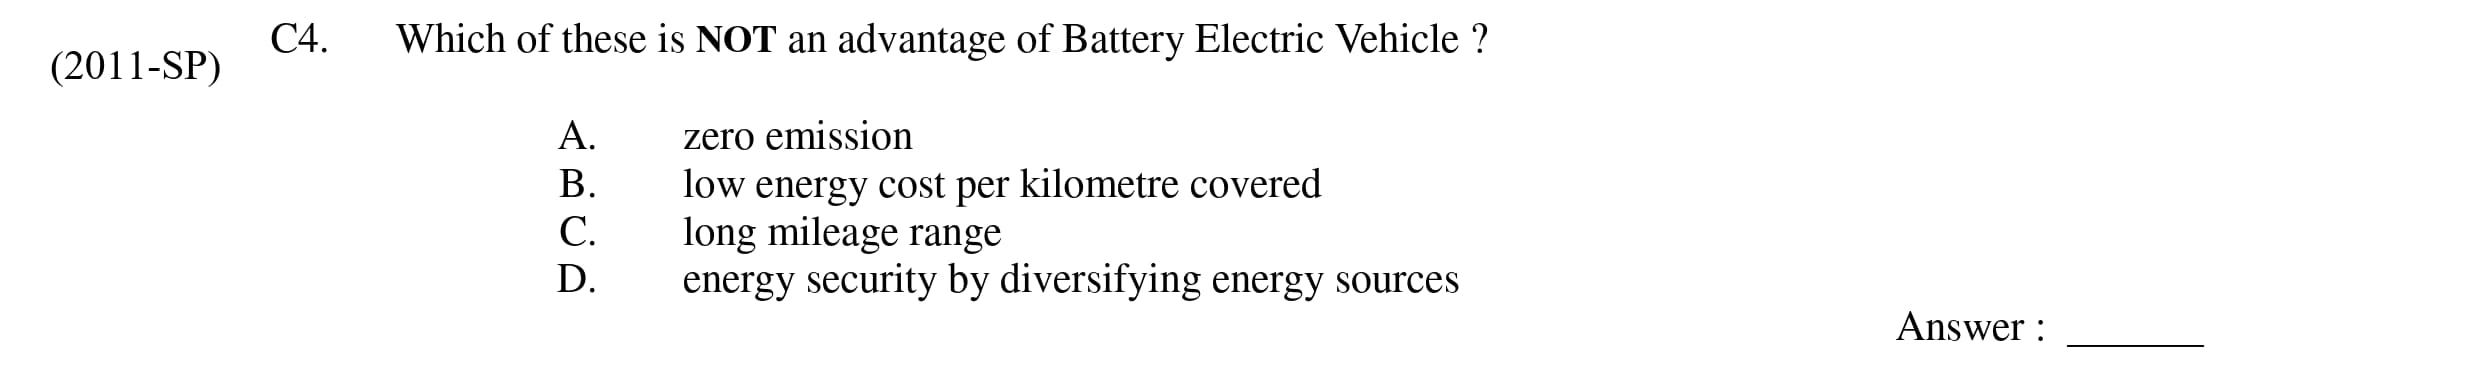 (2011-SP) C4. Which of these is NOT an advantage of Battery Electric Vehicle ?
A. zero emission
B. low energy cost per kilometre covered
C. long mileage range
D. energy security by diversifying energy sources
Answer : ______